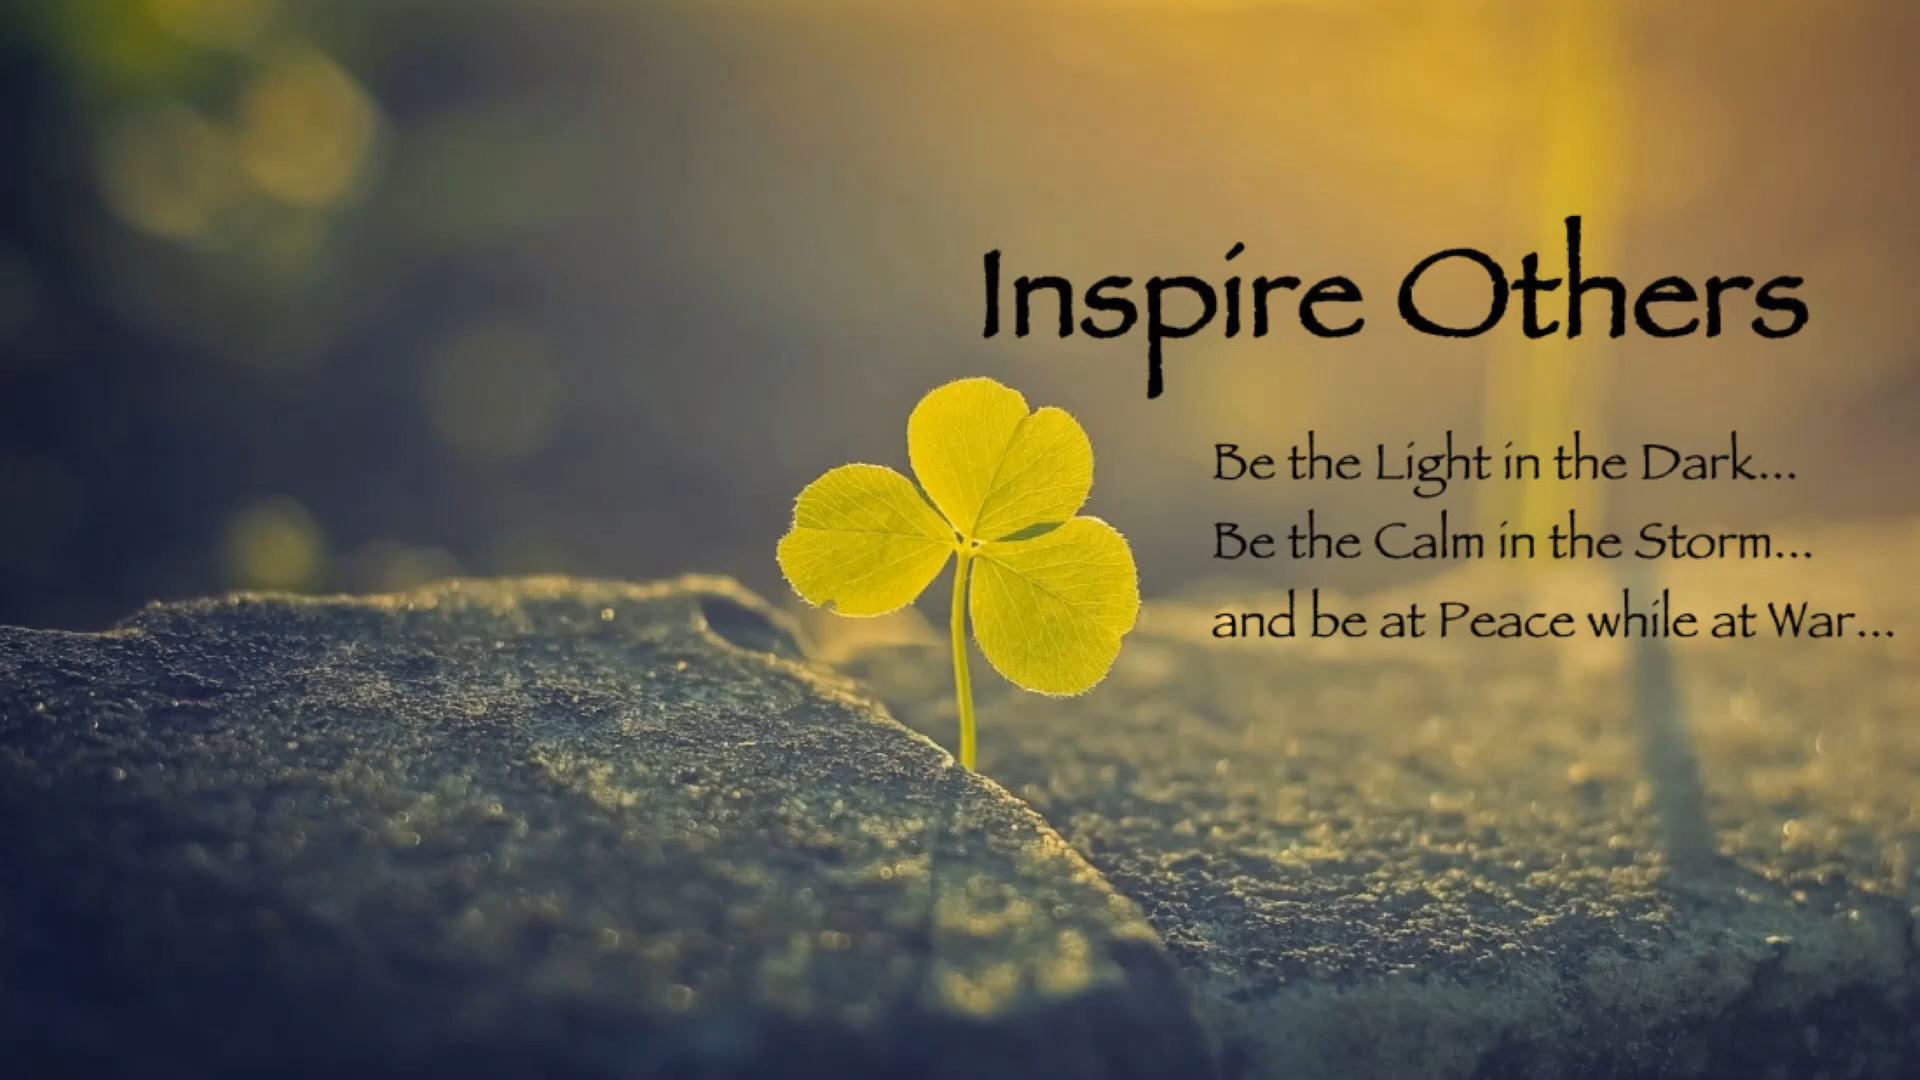 Inspire Others
Be the Light in the Dark...
Be the Calm in the Storm...
and be at Peace while at War...